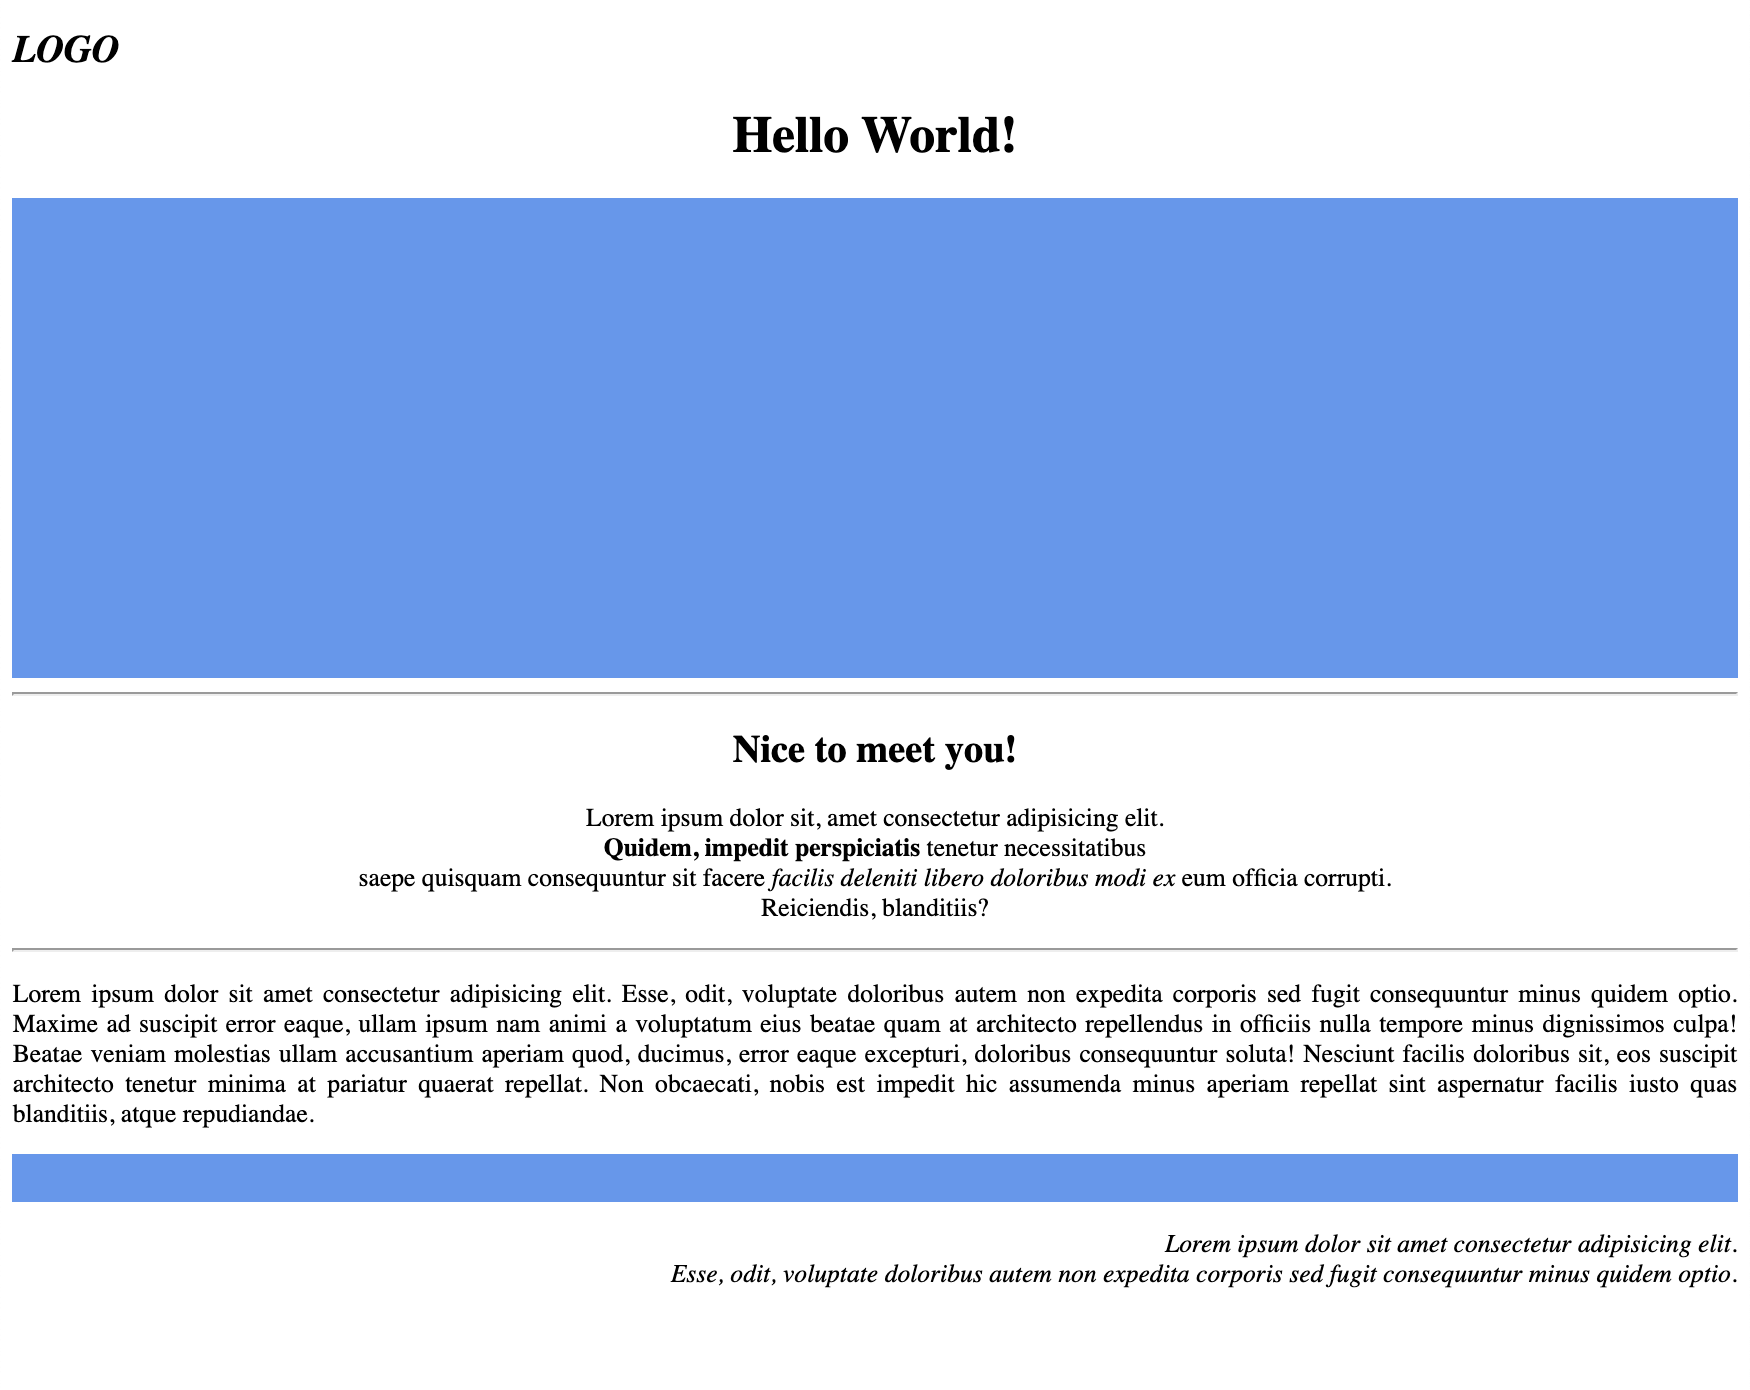 LOGO
Hello World!
Nice to meet you!
Lorem ipsum dolor sit, amet consectetur adipisicing elit.
Quidem, impedit perspiciatis tenetur necessitatibus
saepe quisquam consequuntur sit facere facilis deleniti libero doloribus modi ex eum officia corrupti.
Reiciendis, blanditiis?
Lorem ipsum dolor sit amet consectetur adipisicing elit. Esse, odit, voluptate doloribus autem non expedita corporis sed fugit consequuntur minus quidem optio.
Maxime ad suscipit error eaque, ullam ipsum nam animi a voluptatum eius beatae quam at architecto repellendus in officiis nulla tempore minus dignissimos culpa!
Beatae veniam molestias ullam accusantium aperiam quod, ducimus, error eaque excepturi, doloribus consequuntur soluta! Nesciunt facilis doloribus sit, eos suscipit
architecto tenetur minima at pariatur quaerat repellat. Non obcaecati, nobis est impedit hic assumenda minus aperiam repellat sint aspernatur facilis iusto quas
blanditiis, atque repudiandae.
Lorem ipsum dolor sit amet consectetur adipisicing elit.
Esse, odit, voluptate doloribus autem non expedita corporis sed fugit consequuntur minus quidem optio.